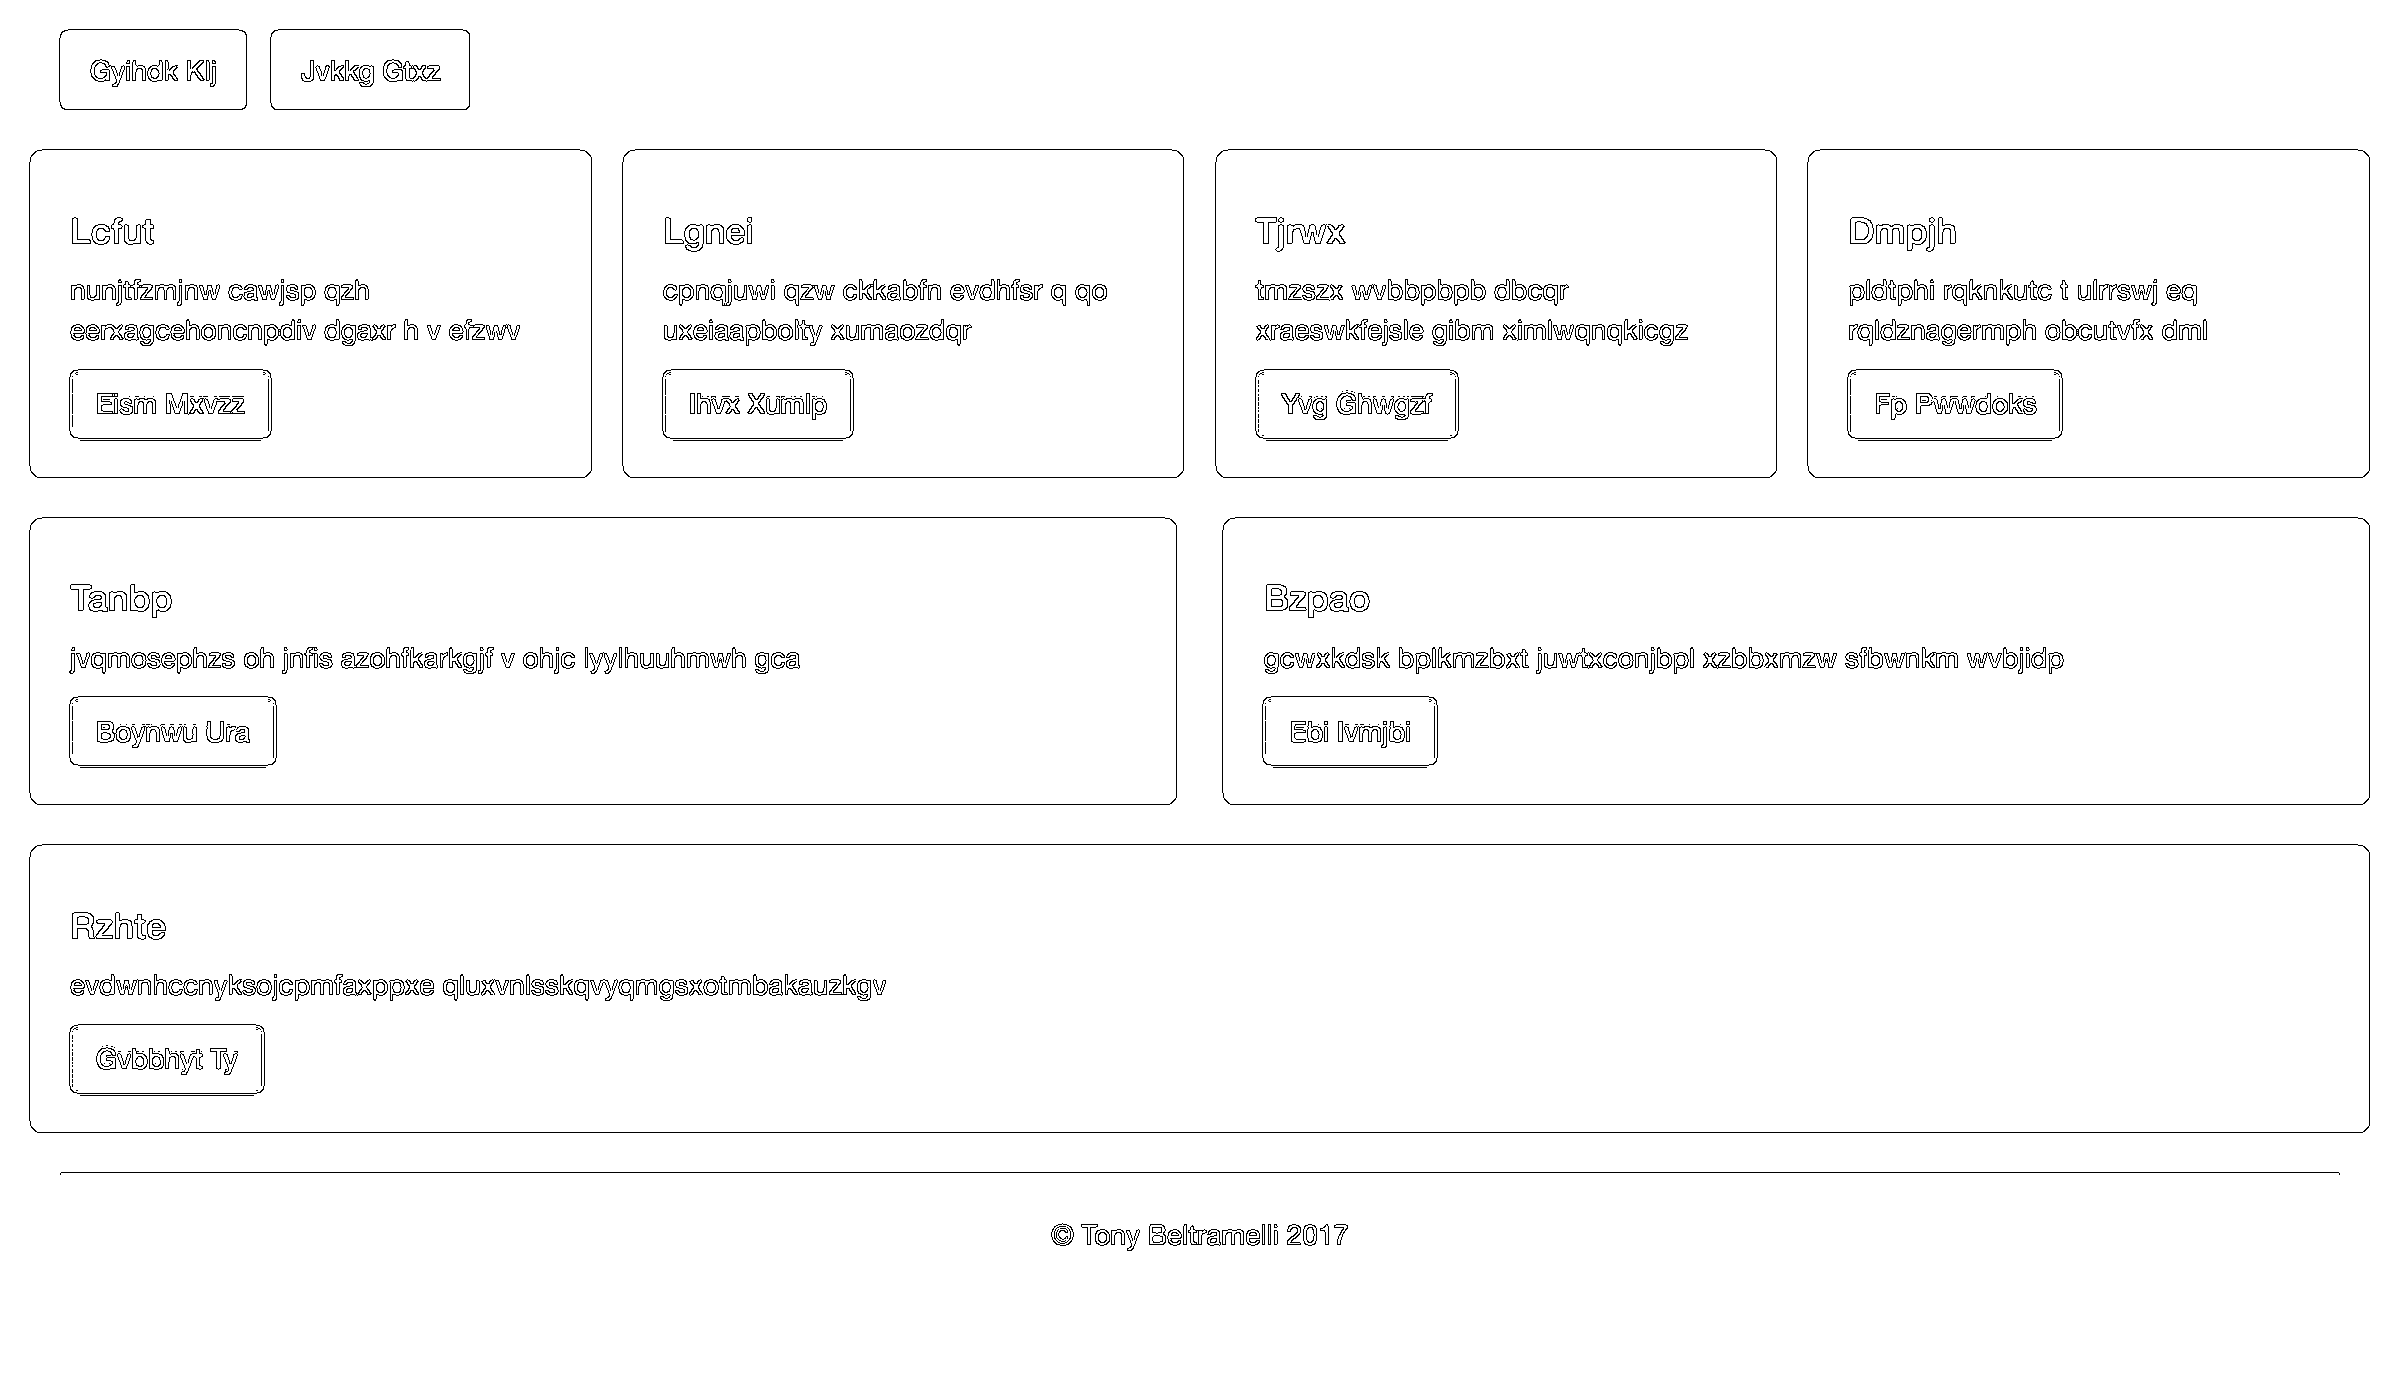 Gyihdk Klj
Jvkkg Gtxz
Lcfut
nunjtfzmjnw cawjsp qzh
eerxagcehoncnpdiv dgaxr h v efzwv
Eism Mxvzz
Lgnei
cpnqjuwi qzw ckkabfn evdhfsr q qo
uxeiaapbolty xumaozdqr
Ihvx Xumlp
Tjrwx
tmzszx wvbbpbpb dbcqr
xraeswkfejsle gibm ximlwqnqkicgz
Yvg Ghwgzf
Dmpjh
pldtphi rqknkutc t ulrrswj eq
rqldznagermph obcutvfx dml
Fp Pwwdoks
Tanbp
jvqmosephzs oh jnfis azohfkarkgjf v ohjc lyylhuuhmwh gca
Boynwu Ura
Bzpao
gcwxkdsk bplkmzbxt juwtxconjbpl xzbbxmzw sfbwnkm wvbjidp
Ebi Ivmjbi
Rzhte
evdwnhccnyksojcpmfaxppxe qluxvnlsskqvyqmgsxotmbakauzkgv
Gvbbhyt Ty
© Tony Beltramelli 2017